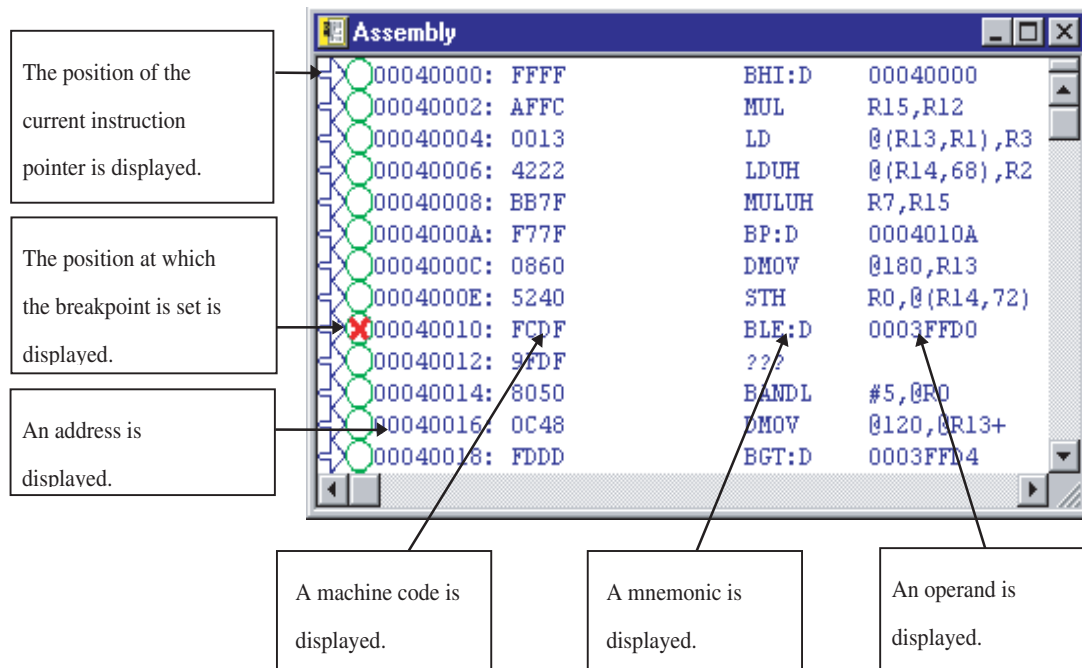 Assembly
The position of the
current instruction
pointer is displayed.
The position at which
the breakpoint is set is
displayed.
An address is
displayed.
00040000: FFFF BHI:D 00040000
00040002: AFFC MUL R15,R12
00040004: 0013 LD @(R13,R1),R3
00040006: 4222 LDUH @(R14,68),R2
00040008: BB7F MULUH R7,R15
0004000A: F77F BP:D 0004010A
0004000C: 0860 DMOV @180,R13
0004000E: 5240 STH R0,@(R14,72)
00040010: FCDF BLE:D 0003FFD0
00040012: 9FDF ???
00040014: 8050 BANDL #5,@R0
00040016: 0C48 DMOV @120,@R13+
00040018: FDDD BGT:D 0003FFD4
A machine code is
displayed.
A mnemonic is
displayed.
An operand is
displayed.